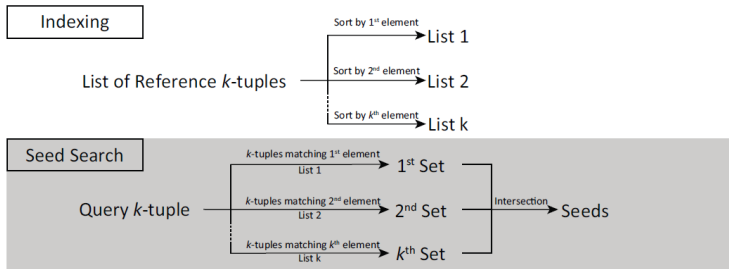 Indexing
Sort by 1st element
List 1
List of Reference k-tuples
Sort by 2nd element
List 2
Sort by kth element
List k
Seed Search
k-tuples matching 1st element
List 1
1st Set
Query k-tuple
k-tuples matching 2nd element
List 2
2nd Set
Intersection
Seeds
k-tuples matching kth element
List k
kth Set